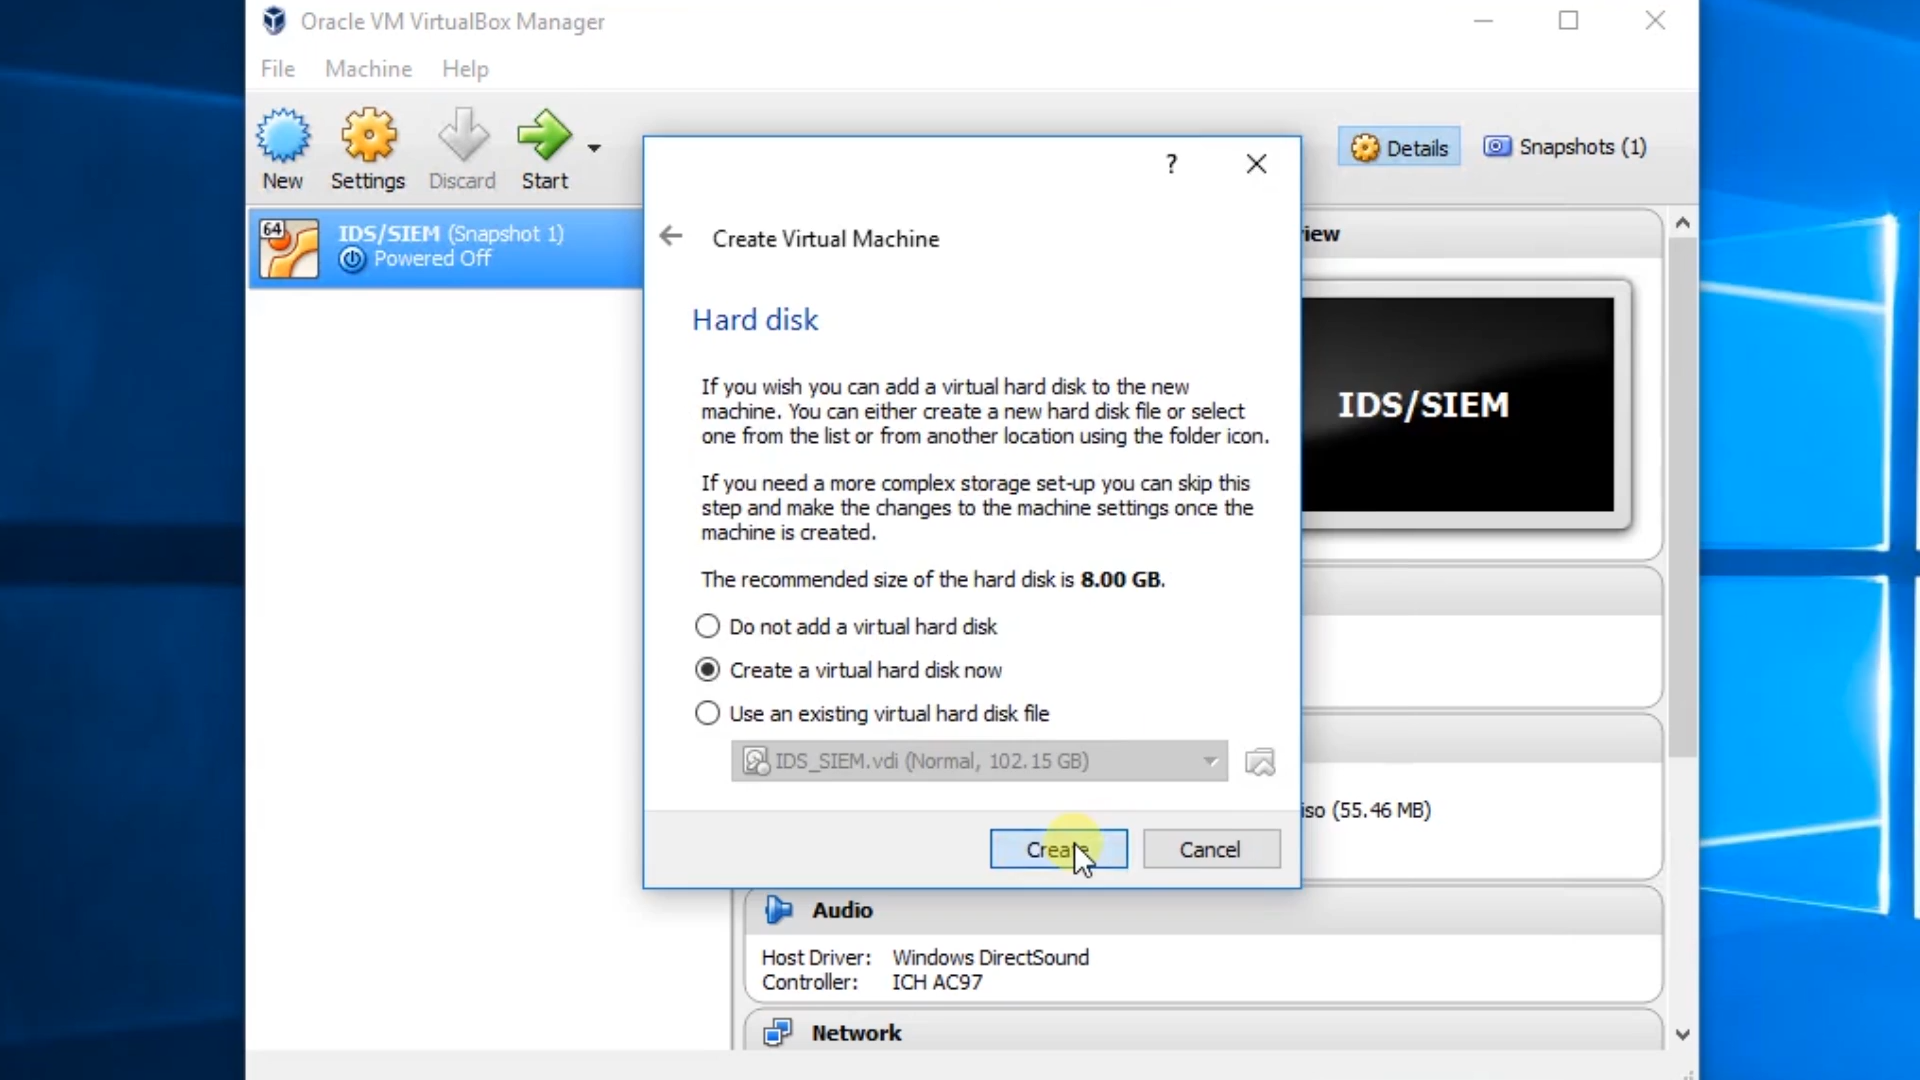 Oracle VM VirtualBox Manager
File Machine Help
New Settings Discard Start
Details Snapshots (1)
64
IDS/SIEM (Snapshot 1)
Powered Off
?
Create Virtual Machine
Hard disk
If you wish you can add a virtual hard disk to the new
machine. You can either create a new hard disk file or select
one from the list or from another location using the folder icon.
If you need a more complex storage set-up you can skip this
step and make the changes to the machine settings once the
machine is created.
The recommended size of the hard disk is 8.00 GB.
Do not add a virtual hard disk
Create a virtual hard disk now
Use an existing virtual hard disk file
IDS_SIEM.vdi (Normal, 102.15 GB)
Create Cancel
iew
IDS/SIEM
iso (55.46 MB)
Audio
Host Driver: Windows DirectSound
Controller: ICH AC97
Network